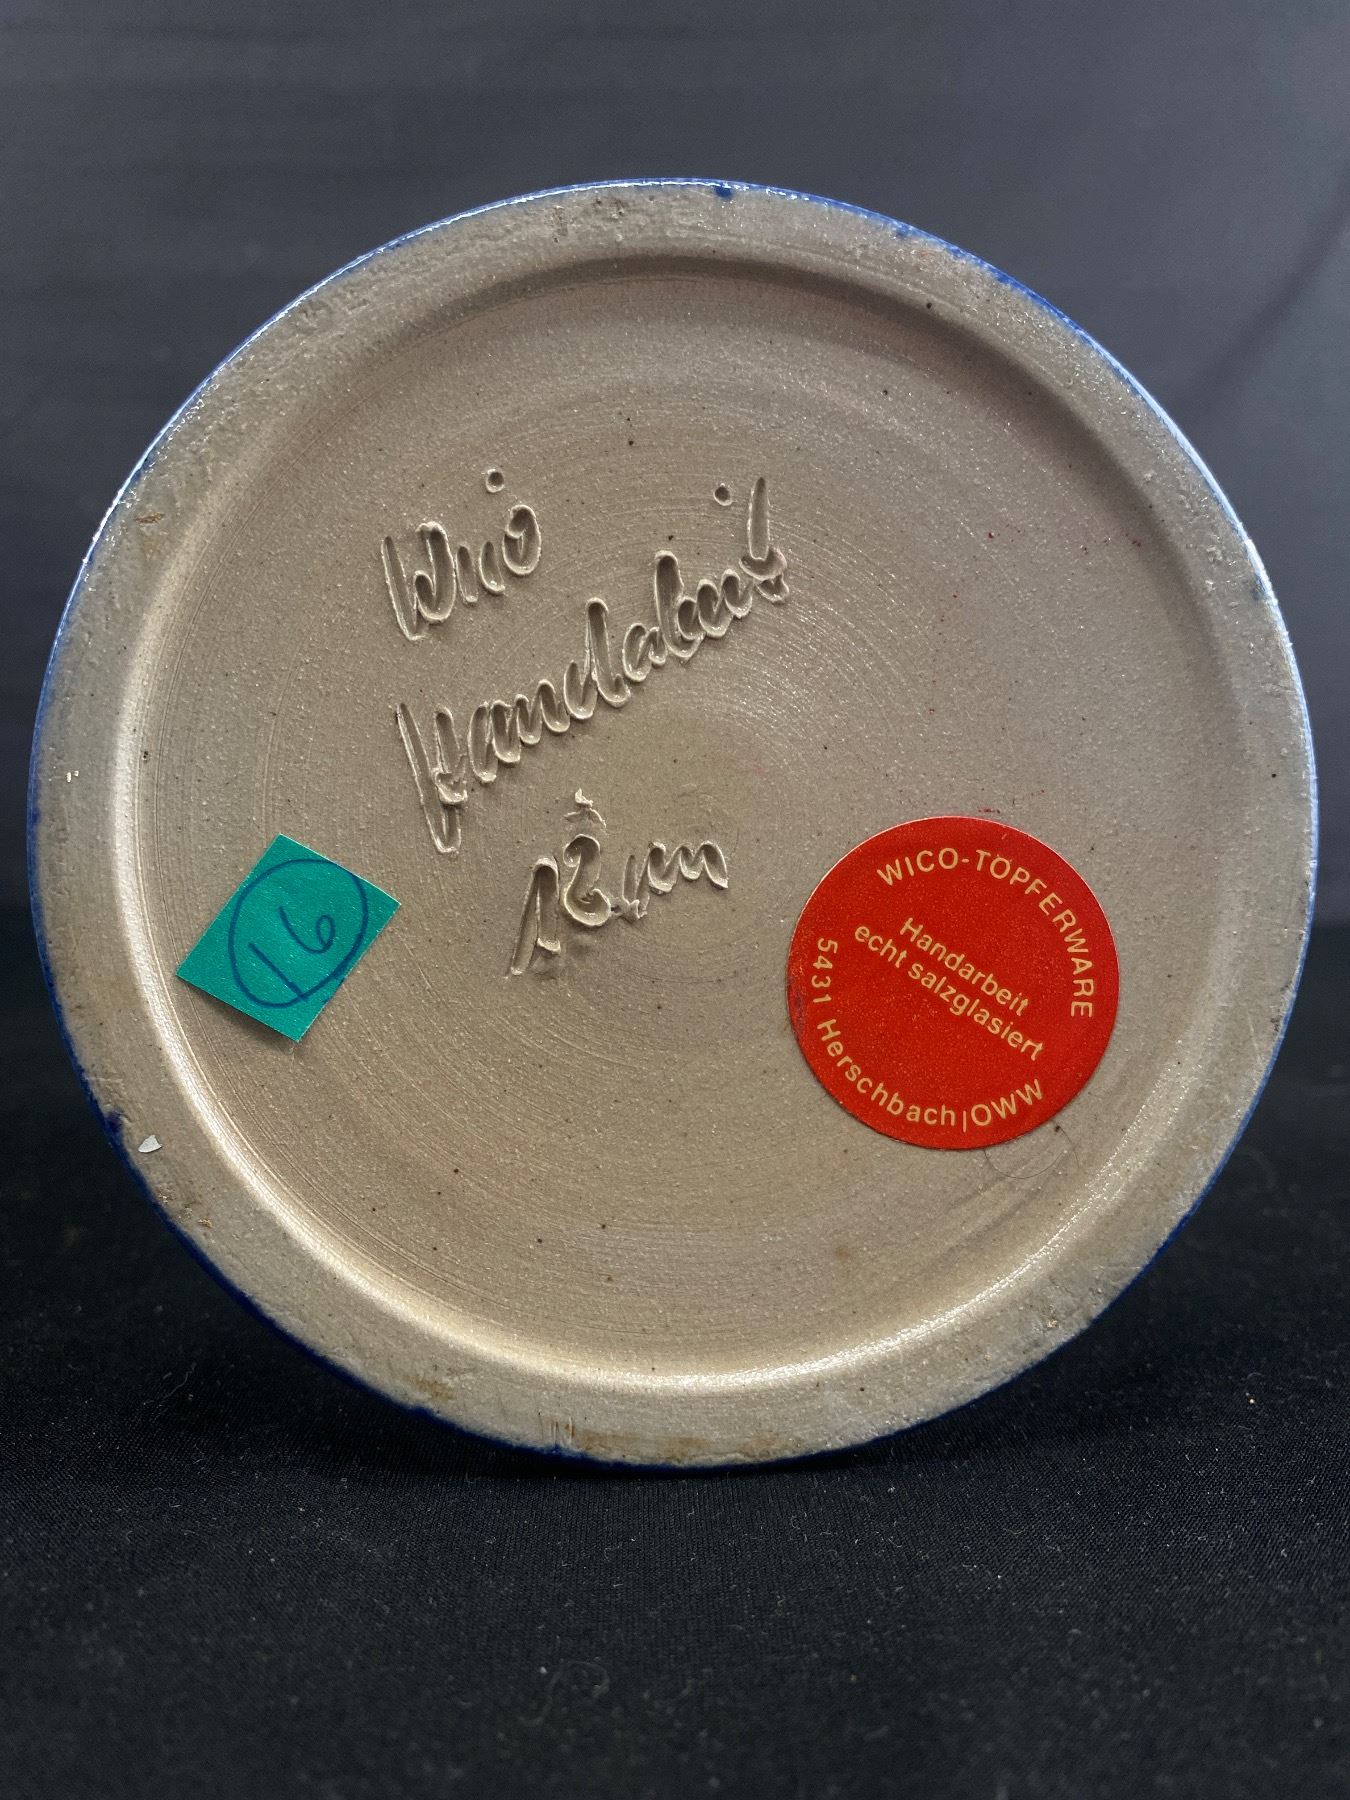 Wico
Handarbeit
16
WICO-TÖPFERWARE
Handarbeit
echt salzglasiert
5431 Herschbach|OWW